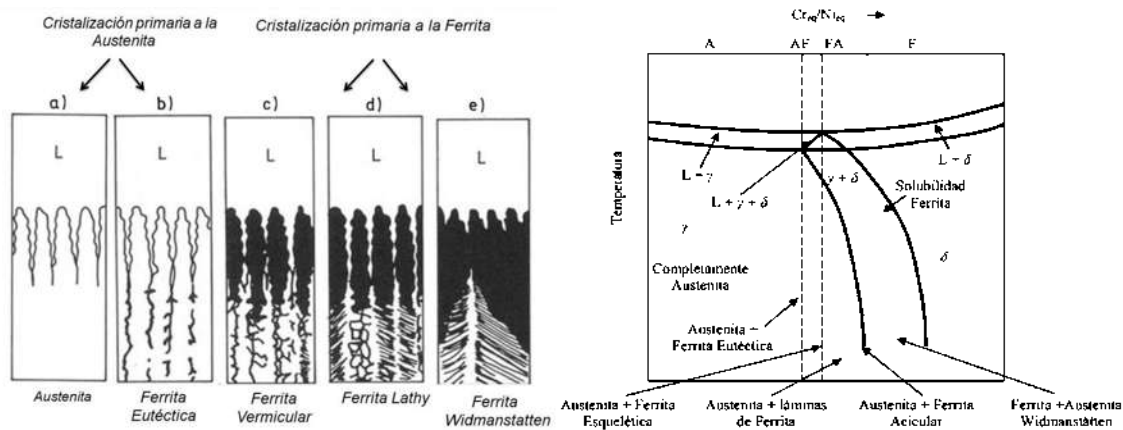 Cristalización primaria a la
Austenita
Cristalización primaria a la Ferrita
a)
b)
c)
d)
e)
L
L
L
L
L
Austenita
Ferrita
Eutéctica
Ferrita
Vermicular
Ferrita Lathy
Ferrita
Widmanstatten
Creq/Nieq
A
AF
FA
F
Temperatura
L + γ
L + γ + δ
γ + δ
L + δ
Solubilidad
Ferrita
γ
δ
Completamente
Austenita
Austenita +
Ferrita Eutéctica
Austenita + Ferrita
Esquelética
Austenita + láminas
de Ferrita
Austenita + Ferrita
Acicular
Ferrita +Austenita
Widmanstätten